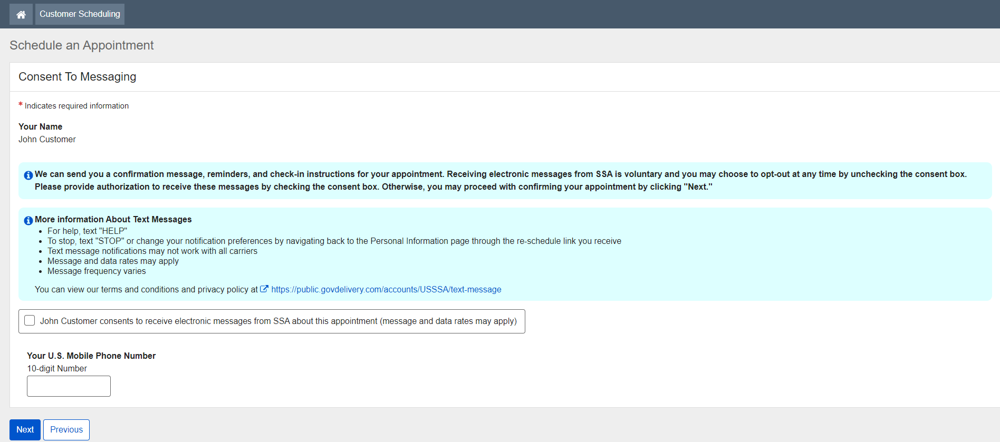 Customer Scheduling
Schedule an Appointment
Consent To Messaging
* Indicates required information
Your Name
John Customer
We can send you a confirmation message, reminders, and check-in instructions for your appointment. Receiving electronic messages from SSA is voluntary and you may choose to opt-out at any time by unchecking the consent box.
Please provide authorization to receive these messages by checking the consent box. Otherwise, you may proceed with confirming your appointment by clicking "Next."
More information About Text Messages
• For help, text "HELP"
• To stop, text "STOP" or change your notification preferences by navigating back to the Personal Information page through the re-schedule link you receive
• Text message notifications may not work with all carriers
• Message and data rates may apply
• Message frequency varies
You can view our terms and conditions and privacy policy at https://public.govdelivery.com/accounts/USSSA/text-message
John Customer consents to receive electronic messages from SSA about this appointment (message and data rates may apply)
Your U.S. Mobile Phone Number
10-digit Number
Next Previous